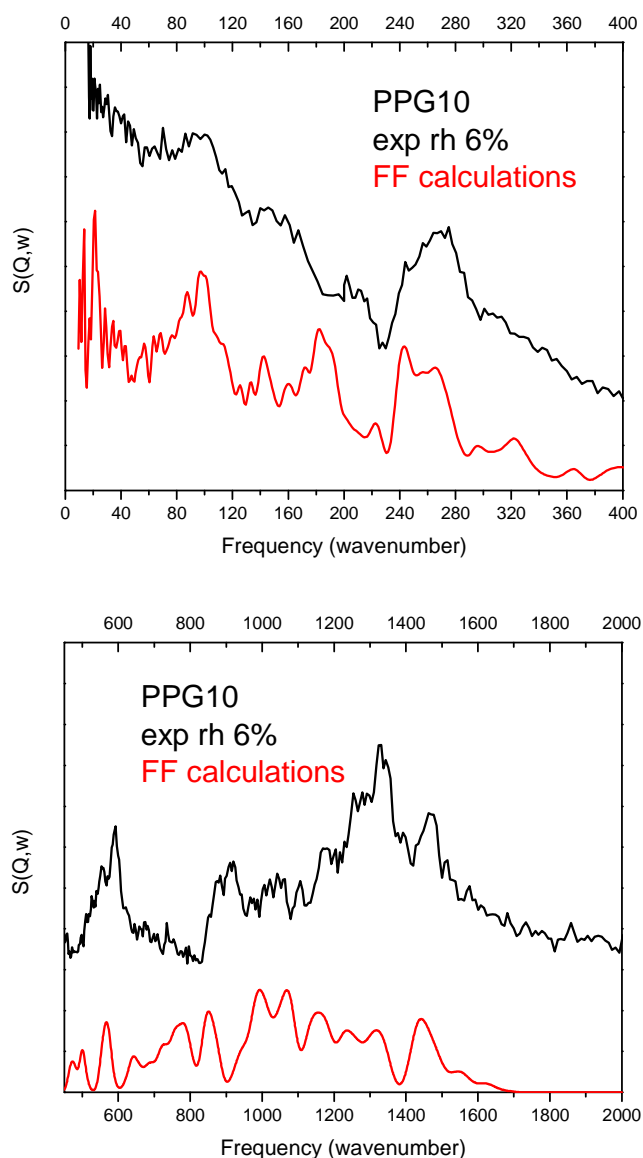 0 40 80 120 160 200 240 280 320 360 400
PPG10
exp rh 6%
FF calculations
S(Q,w)
0 40 80 120 160 200 240 280 320 360 400
Frequency (wavenumber)
600 800 1000 1200 1400 1600 1800 2000
PPG10
exp rh 6%
FF calculations
S(Q,w)
600 800 1000 1200 1400 1600 1800 2000
Frequency (wavenumber)